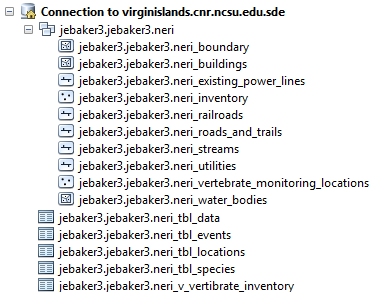 Connection to virginislands.cnr.ncsu.edu.sde
jebaker3.jebaker3.neri
jebaker3.jebaker3.neri_boundary
jebaker3.jebaker3.neri_buildings
jebaker3.jebaker3.neri_existing_power_lines
jebaker3.jebaker3.neri_inventory
jebaker3.jebaker3.neri_railroads
jebaker3.jebaker3.neri_roads_and_trails
jebaker3.jebaker3.neri_streams
jebaker3.jebaker3.neri_utilities
jebaker3.jebaker3.neri_vertebrate_monitoring_locations
jebaker3.jebaker3.neri_water_bodies
jebaker3.jebaker3.neri_tbl_data
jebaker3.jebaker3.neri_tbl_events
jebaker3.jebaker3.neri_tbl_locations
jebaker3.jebaker3.neri_tbl_species
jebaker3.jebaker3.neri_v_vertibrate_inventory